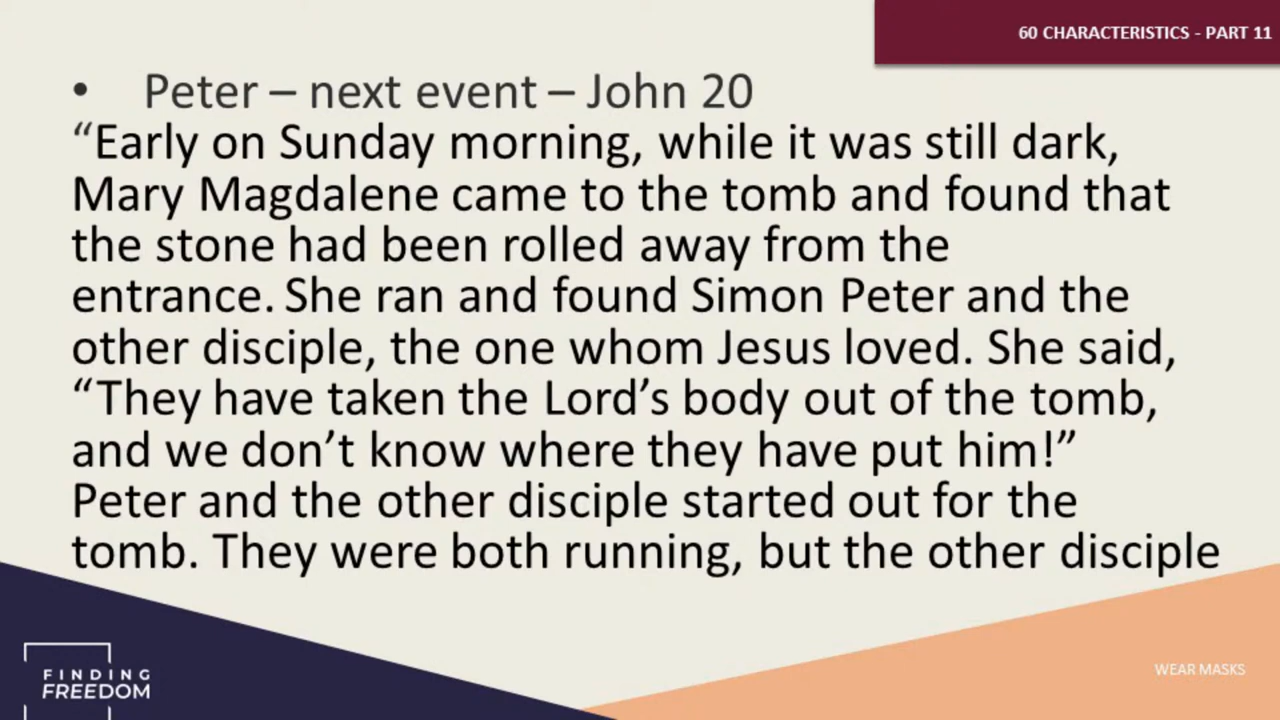 60 CHARACTERISTICS - PART 11
• Peter – next event – John 20
“Early on Sunday morning, while it was still dark,
Mary Magdalene came to the tomb and found that
the stone had been rolled away from the
entrance. She ran and found Simon Peter and the
other disciple, the one whom Jesus loved. She said,
“They have taken the Lord’s body out of the tomb,
and we don’t know where they have put him!”
Peter and the other disciple started out for the
tomb. They were both running, but the other disciple
FINDING
FREEDOM
WEAR MASKS